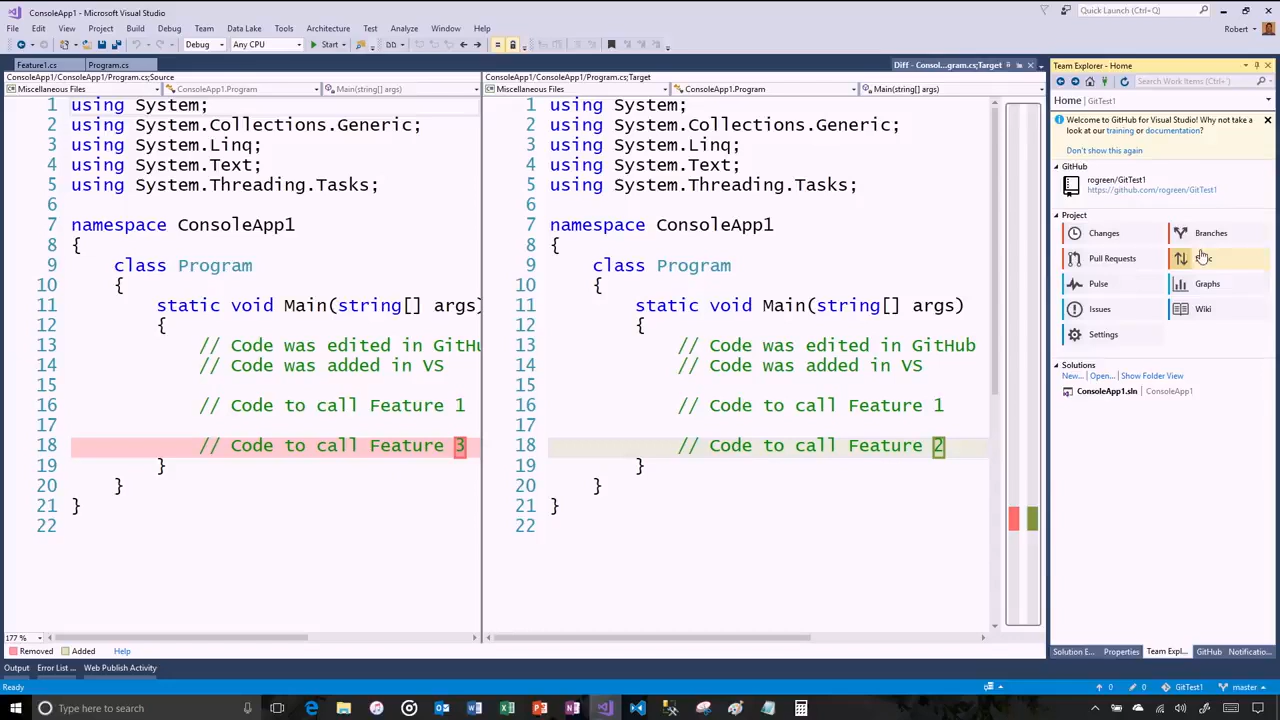 ConsoleApp1 - Microsoft Visual Studio
Quick Launch (Ctrl+Q)
File Edit View Project Build Debug Team Data Lake Tools Architecture Test Analyze Window Help
Robert
Debug Any CPU Start
Feature1.cs Program.cs
Diff - Consol...gram.cs;Target
ConsoleApp1/ConsoleApp1/Program.cs;Source
Miscellaneous Files ConsoleApp1.Program Main(string[] args)
1 using System;
2 using System.Collections.Generic;
3 using System.Linq;
4 using System.Text;
5 using System.Threading.Tasks;
6
7 namespace ConsoleApp1
8 {
9 class Program
10 {
11 static void Main(string[] args)
12 {
13 // Code was edited in GitHu
14 // Code was added in VS
15
16 // Code to call Feature 1
17
18 // Code to call Feature 3
19 }
20 }
21 }
22
ConsoleApp1/ConsoleApp1/Program.cs;Target
Miscellaneous Files ConsoleApp1.Program Main(string[] args)
1 using System;
2 using System.Collections.Generic;
3 using System.Linq;
4 using System.Text;
5 using System.Threading.Tasks;
6
7 namespace ConsoleApp1
8 {
9 class Program
10 {
11 static void Main(string[] args)
12 {
13 // Code was edited in GitHub
14 // Code was added in VS
15
16 // Code to call Feature 1
17
18 // Code to call Feature 2
19 }
20 }
21 }
22
177 %
Removed Added Help
Team Explorer - Home
Search Work Items (Ctrl+')
Home GitTest1
Welcome to GitHub for Visual Studio! Why not take
a look at our training or documentation?
Don't show this again
GitHub
rogreen/GitTest1
https://github.com/rogreen/GitTest1
Project
Changes Branches
Pull Requests
Pulse Graphs
Issues Wiki
Settings
Solutions
New... Open... Show Folder View
ConsoleApp1.sln ConsoleApp1
Solution E... Properties Team Expl... GitHub Notificatio...
Output Error List ... Web Publish Activity
Ready
0 0 GitTest1 master
Type here to search